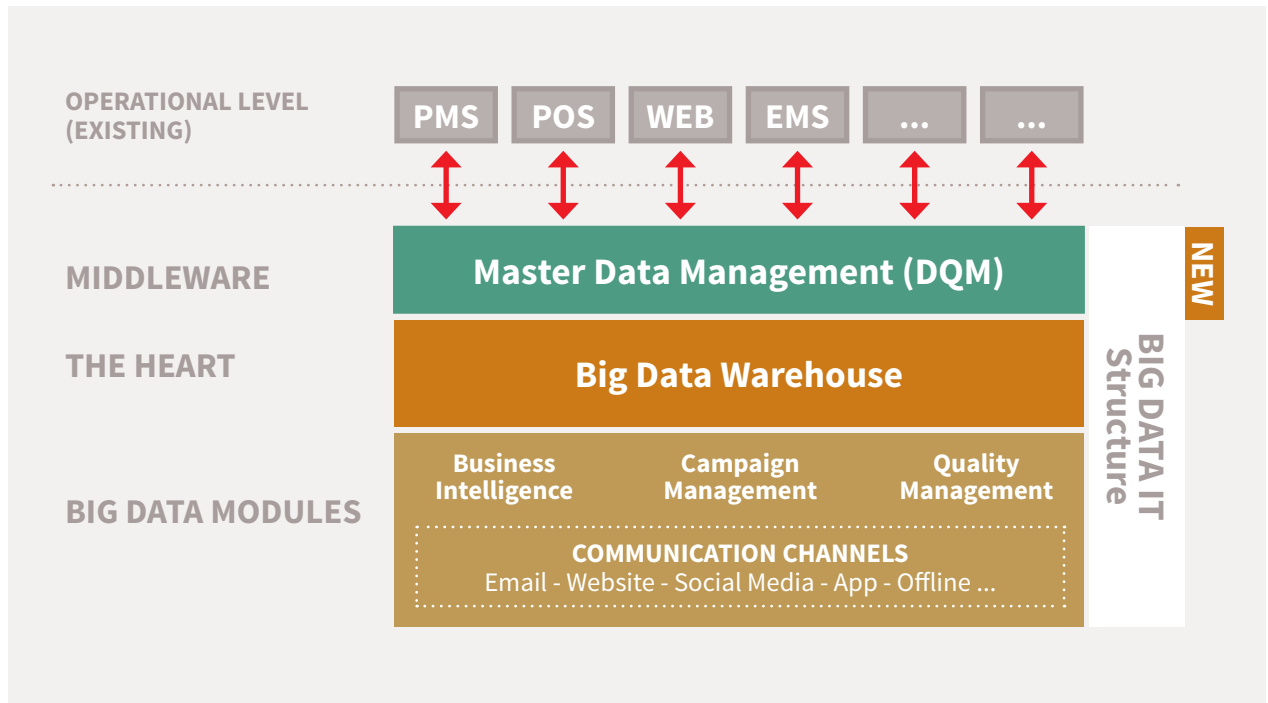 OPERATIONAL LEVEL
(EXISTING)
PMS
POS
WEB
EMS
...
...
MIDDLEWARE
Master Data Management (DQM)
NEW
THE HEART
Big Data Warehouse
BIG DATA IT
Structure
BIG DATA MODULES
Business
Intelligence
Campaign
Management
Quality
Management
COMMUNICATION CHANNELS
Email - Website - Social Media - App - Offline ...